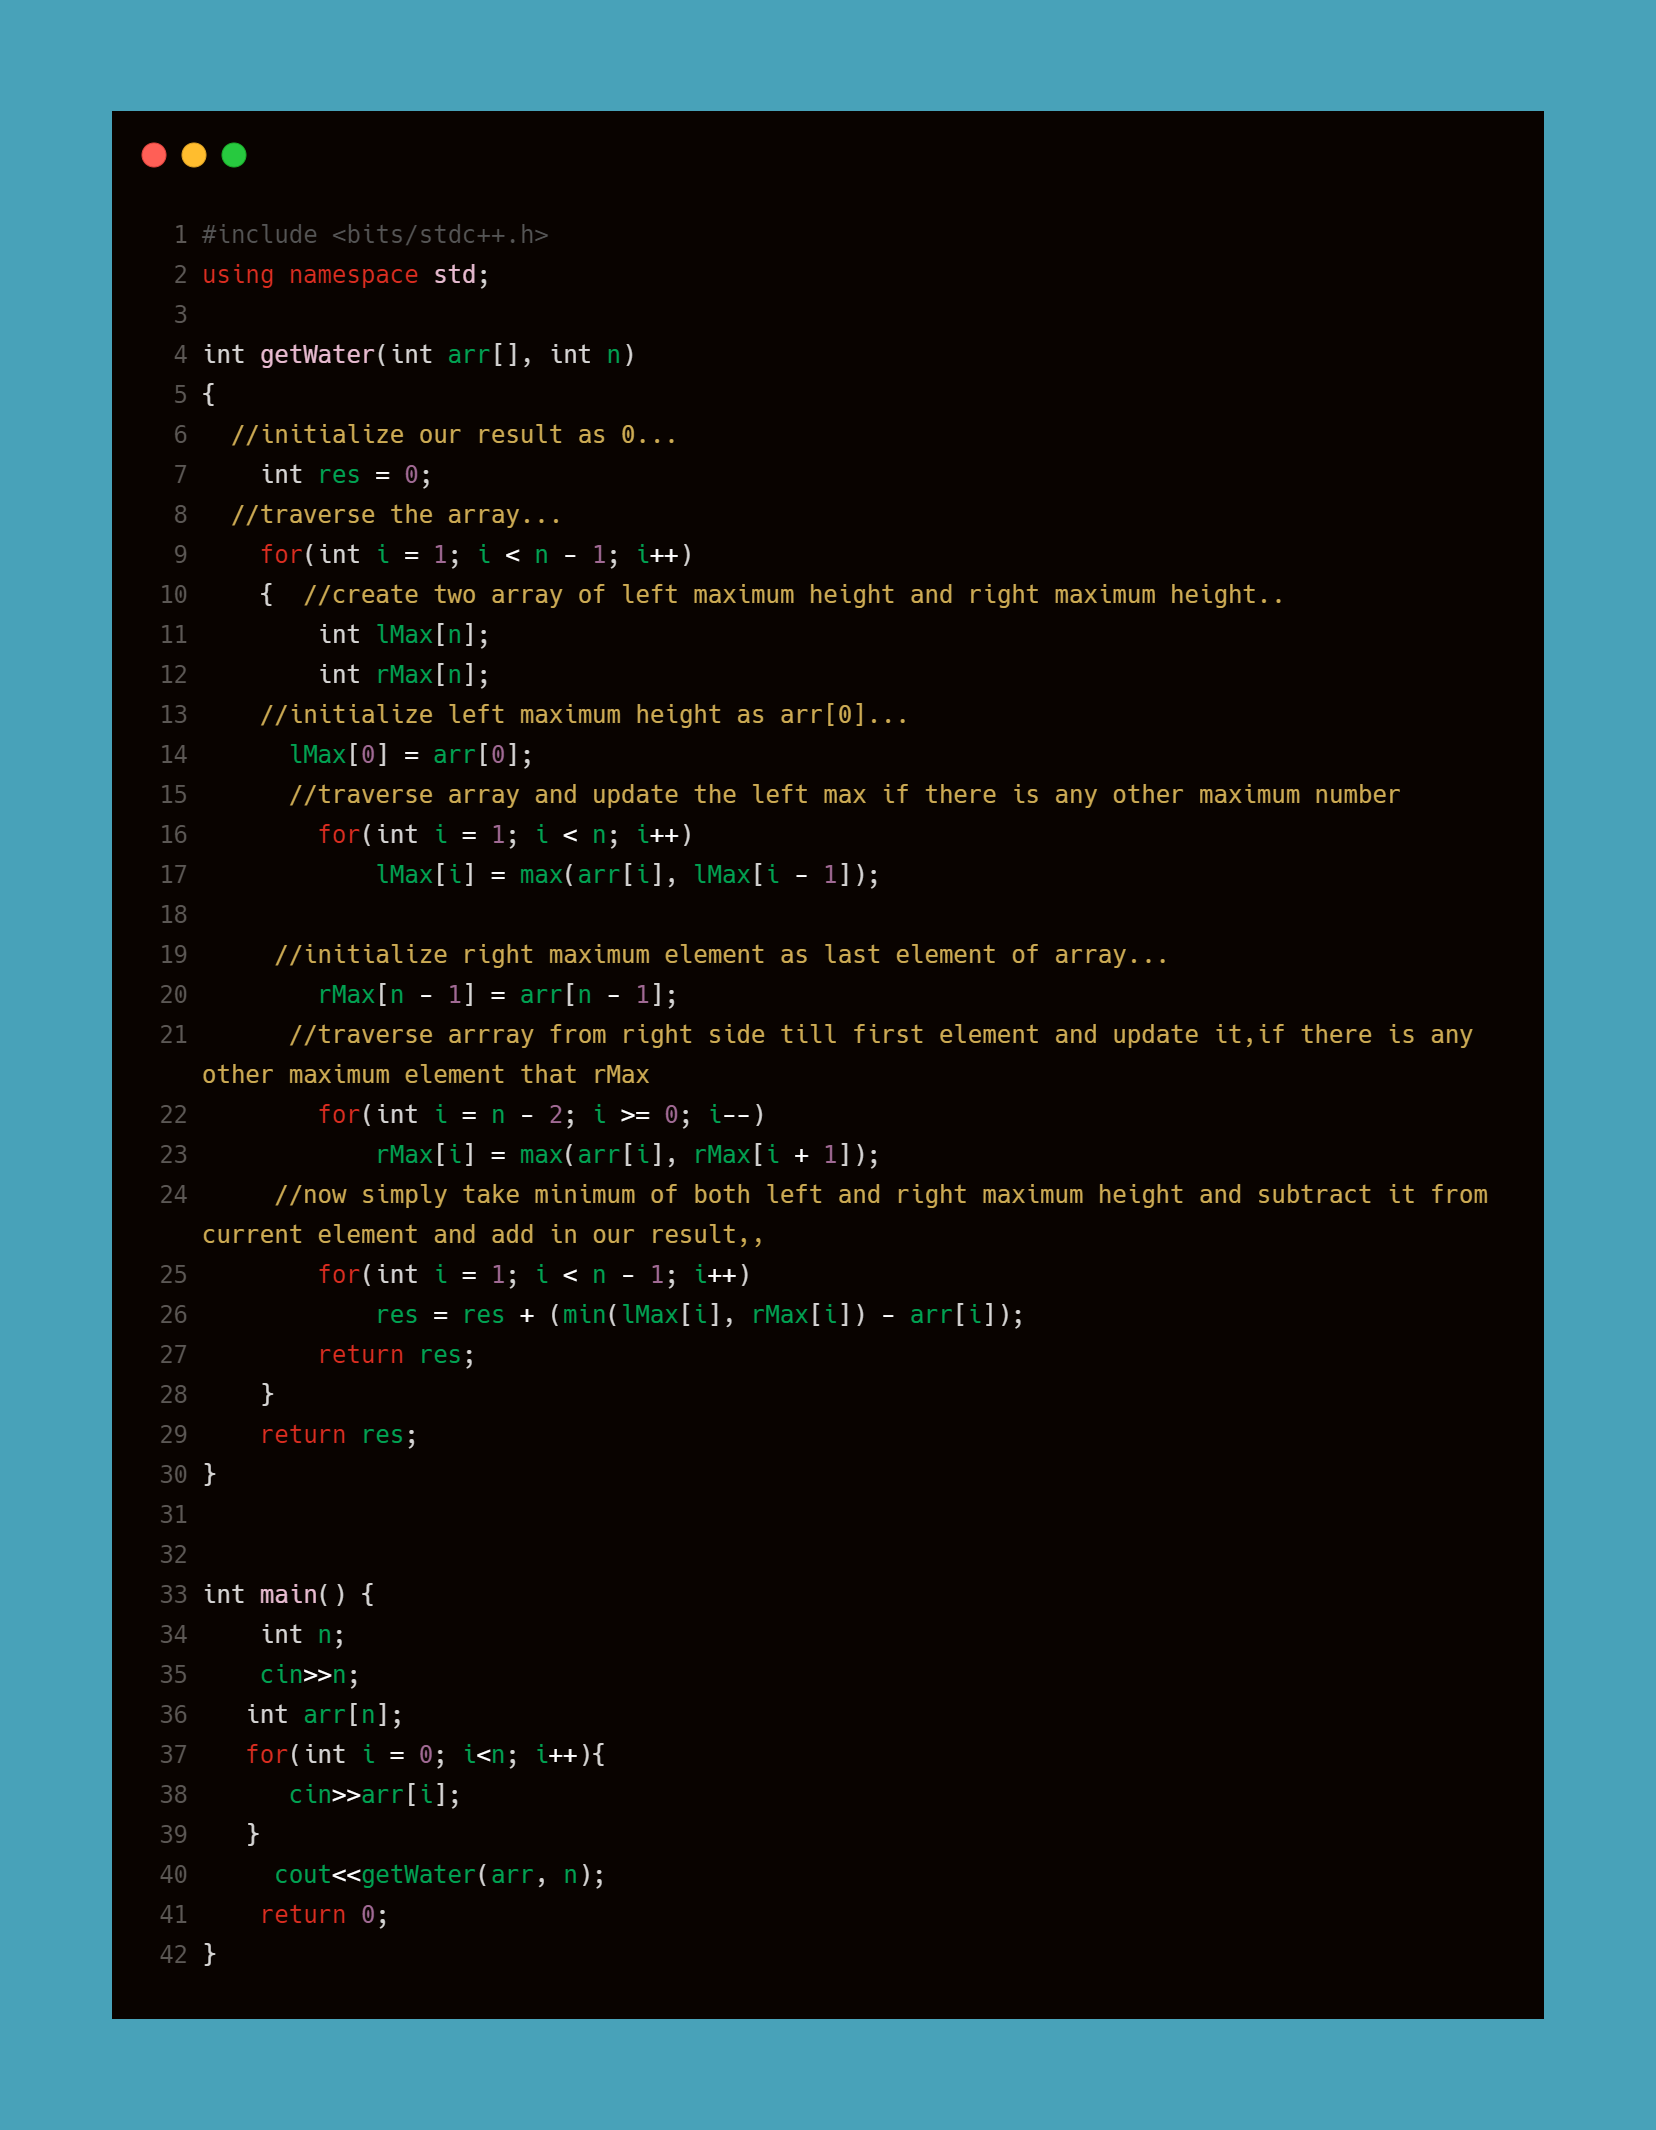 1 #include <bits/stdc++.h>
2 using namespace std;
3
4 int getWater(int arr[], int n)
5 {
6   //initialize our result as 0...
7     int res = 0;
8   //traverse the array...
9     for(int i = 1; i < n - 1; i++)
10     {  //create two array of left maximum height and right maximum height..
11         int lMax[n];
12         int rMax[n];
13     //initialize left maximum height as arr[0]...
14       lMax[0] = arr[0];
15       //traverse array and update the left max if there is any other maximum number
16         for(int i = 1; i < n; i++)
17             lMax[i] = max(arr[i], lMax[i - 1]);
18
19      //initialize right maximum element as last element of array...
20         rMax[n - 1] = arr[n - 1];
21       //traverse arrray from right side till first element and update it,if there is any
other maximum element that rMax
22         for(int i = n - 2; i >= 0; i--)
23             rMax[i] = max(arr[i], rMax[i + 1]);
24      //now simply take minimum of both left and right maximum height and subtract it from
current element and add in our result,,
25         for(int i = 1; i < n - 1; i++)
26             res = res + (min(lMax[i], rMax[i]) - arr[i]);
27         return res;
28     }
29     return res;
30 }
31
32
33 int main() {
34     int n;
35     cin>>n;
36    int arr[n];
37    for(int i = 0; i<n; i++){
38       cin>>arr[i];
39    }
40      cout<<getWater(arr, n);
41     return 0;
42 }